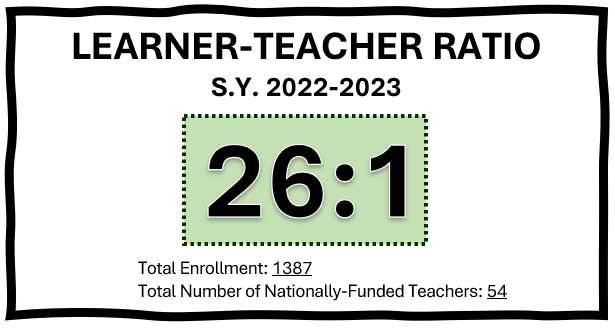 LEARNER-TEACHER RATIO
S.Y. 2022-2023
26:1
Total Enrollment: 1387
Total Number of Nationally-Funded Teachers: 54